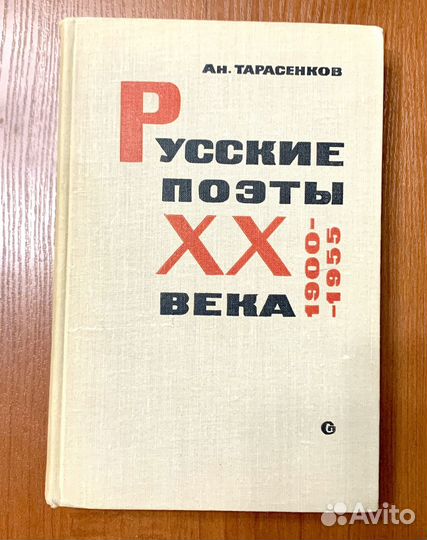 Ан. ТАРАСЕНКОВ
РУССКИЕ
ПОЭТЫ
XX
ВЕКА
1900-
-1955
Avito